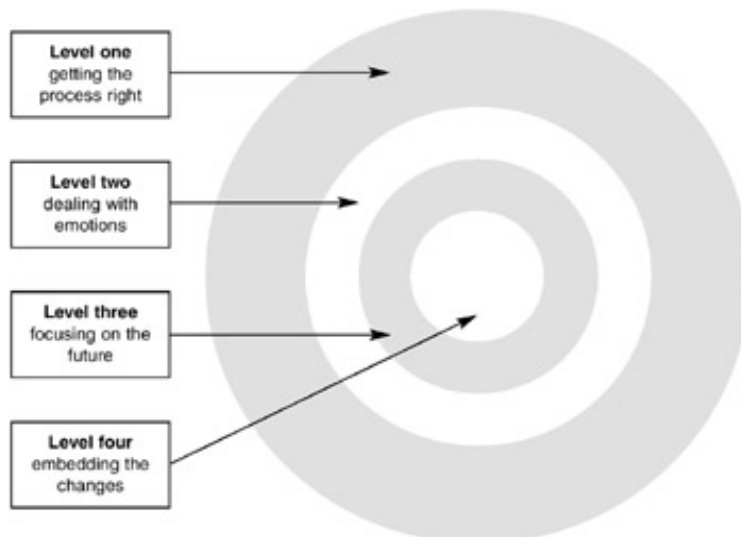 Level one
getting the
process right
Level two
dealing with
emotions
Level three
focusing on the
future
Level four
embedding the
changes